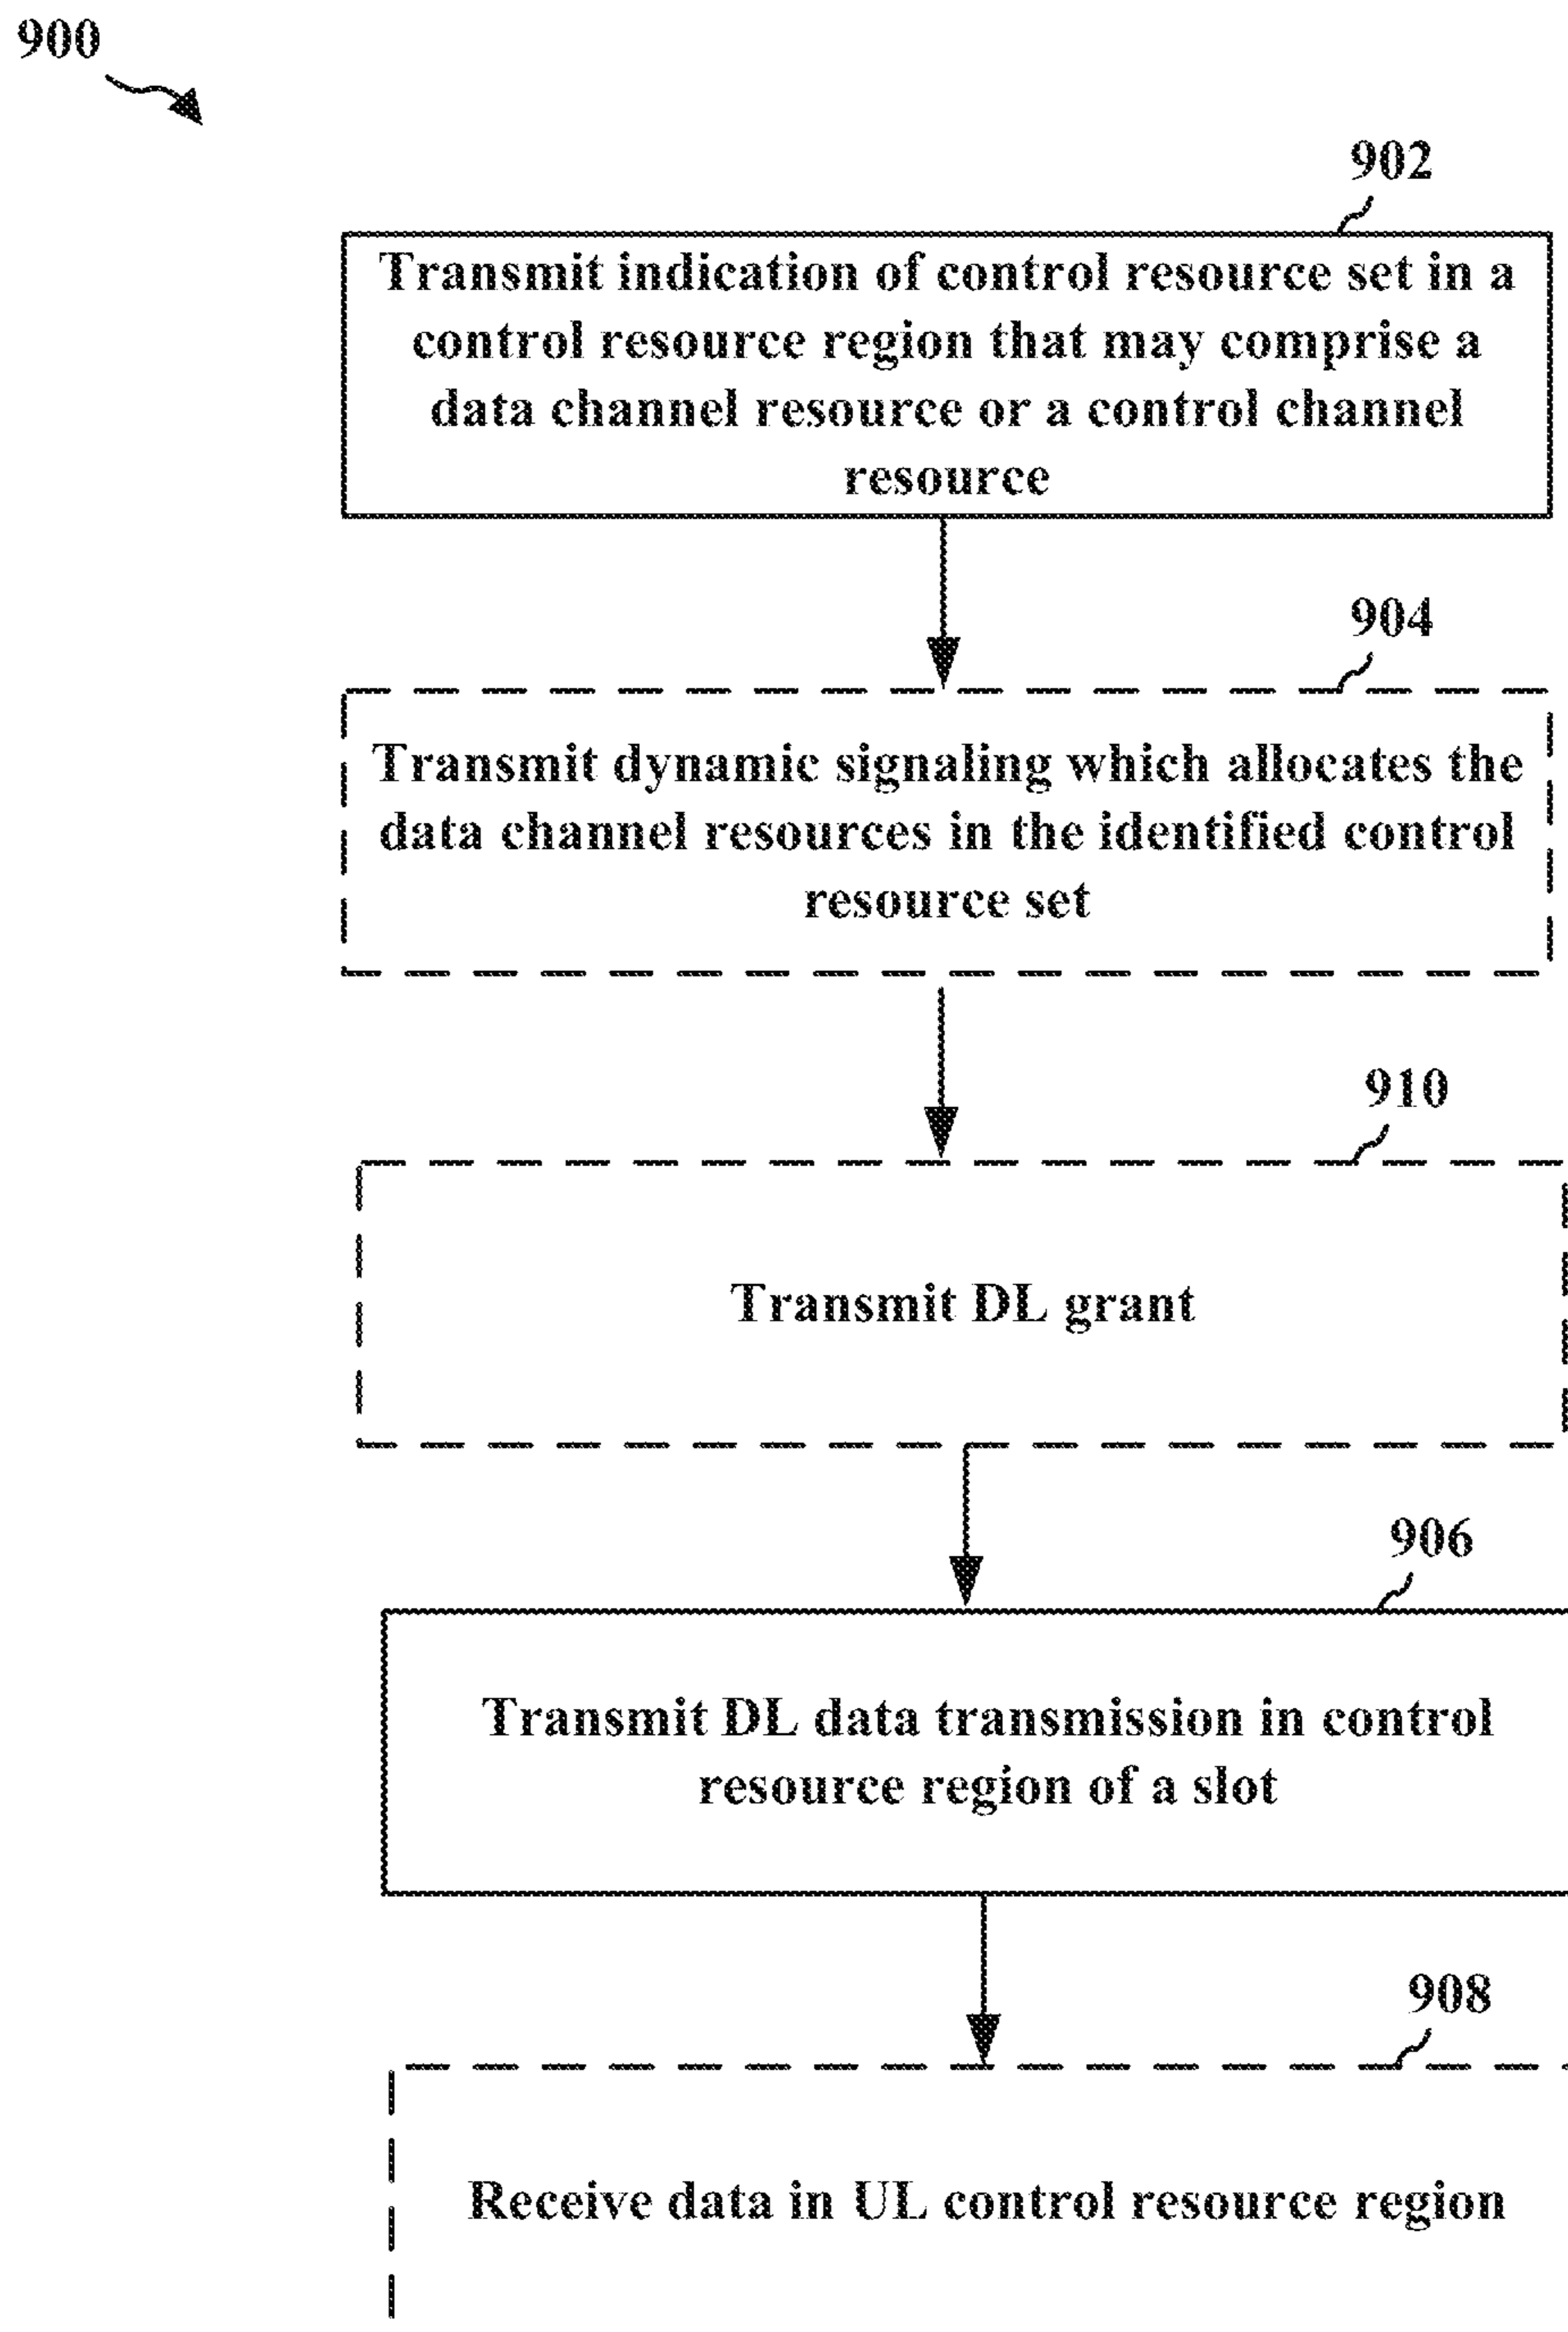 900
902
Transmit indication of control resource set in a
control resource region that may comprise a
data channel resource or a control channel
resource
904
Transmit dynamic signaling which allocates the
data channel resources in the identified control
resource set
910
Transmit DL grant
906
Transmit DL data transmission in control
resource region of a slot
908
Receive data in UL control resource region